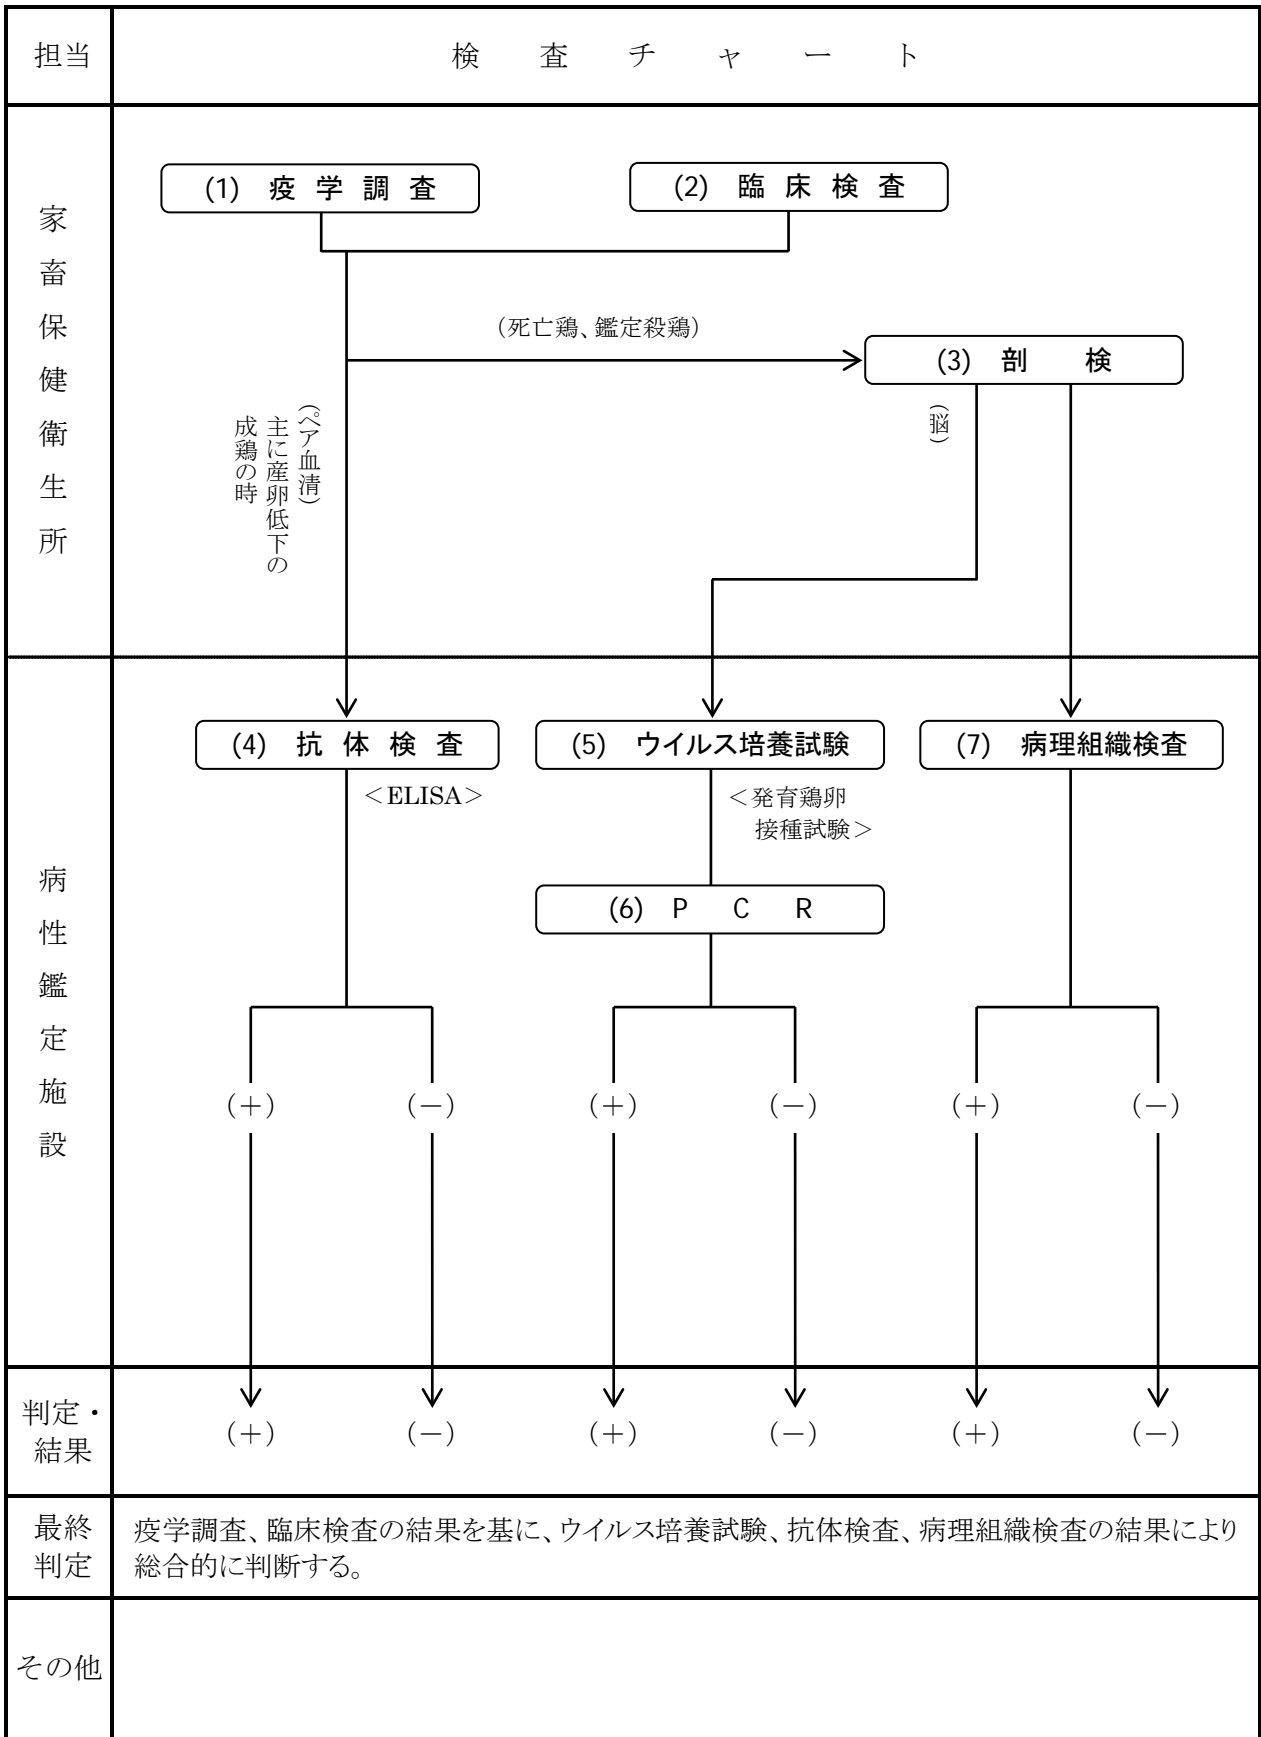 担当
検査チャート
家畜保健衛生所
(1) 疫学調査
(2) 臨床検査
(死亡鶏、鑑定殺鶏)
(3) 剖検
(ペア血清)
主に産卵低下の
成鶏の時
(脳)
病性鑑定施設
(4) 抗体検査
(5) ウイルス培養試験
(7) 病理組織検査
＜ELISA＞
＜発育鶏卵
接種試験＞
(6) PCR
(＋)
(－)
(＋)
(－)
(＋)
(－)
判定・
結果
(＋)
(－)
(＋)
(－)
(＋)
(－)
最終
判定
疫学調査、臨床検査の結果を基に、ウイルス培養試験、抗体検査、病理組織検査の結果により
総合的に判断する。
その他